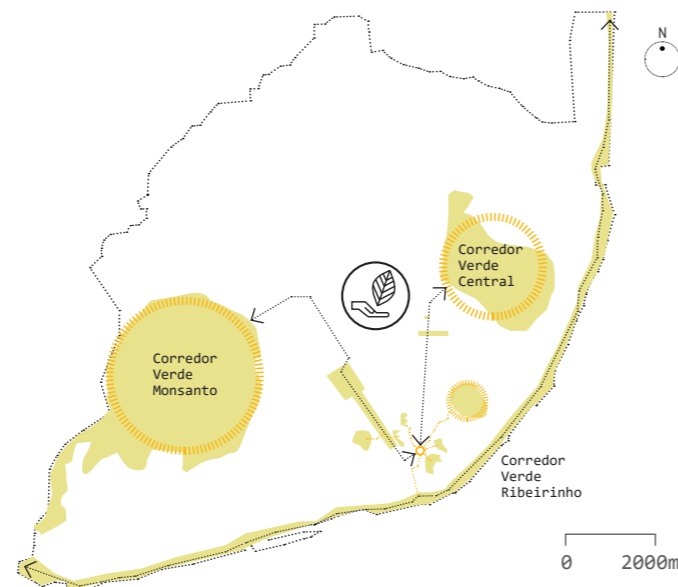 N
Corredor
Verde
Central
Corredor
Verde
Monsanto
Corredor
Verde
Ribeirinho
0 2000m